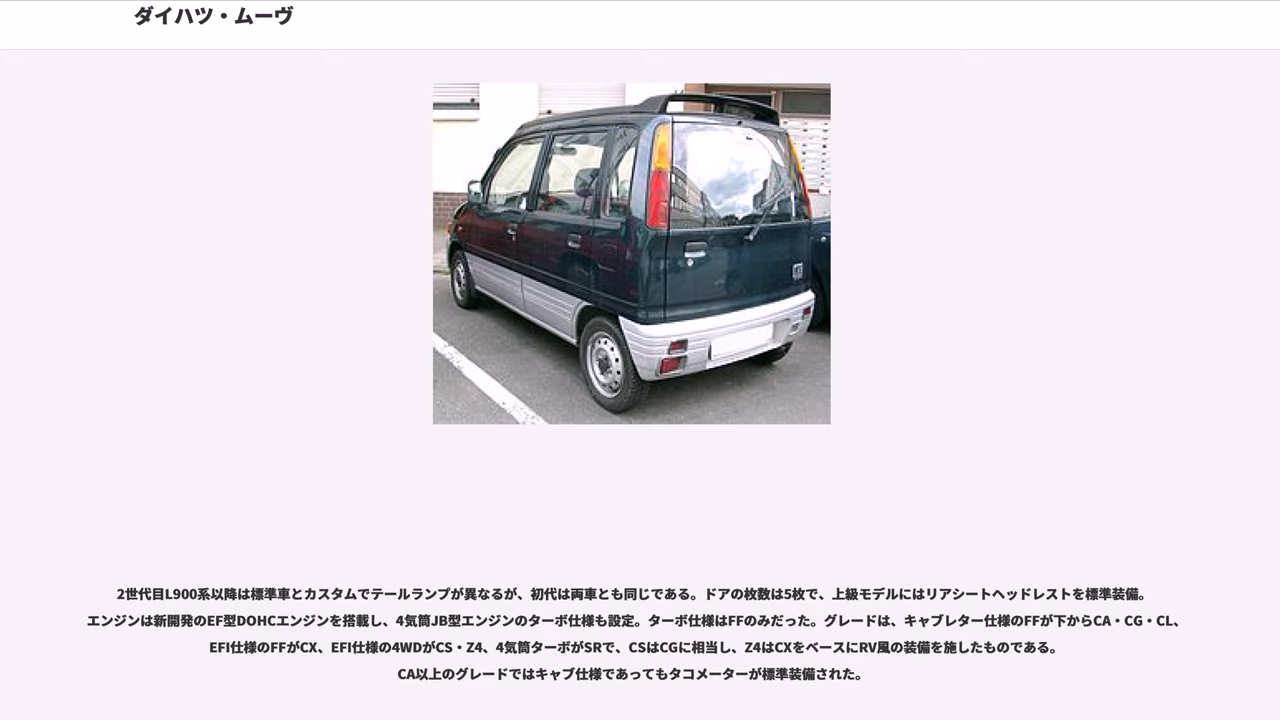 ダイハツ・ムーヴ
2世代目L900系以降は標準車とカスタムでテールランプが異なるが、初代は両車とも同じである。ドアの枚数は5枚で、上級モデルにはリアシートヘッドレストを標準装備。
エンジンは新開発のEF型DOHCエンジンを搭載し、4気筒JB型エンジンのターボ仕様も設定。ターボ仕様はFFのみだった。グレードは、キャブレター仕様のFFが下からCA・CG・CL、
EFI仕様のFFがCX、EFI仕様の4WDがCS・Z4、4気筒ターボがSRで、CSはCGに相当し、Z4はCXをベースにRV風の装備を施したものである。
CA以上のグレードではキャブ仕様であってもタコメーターが標準装備された。